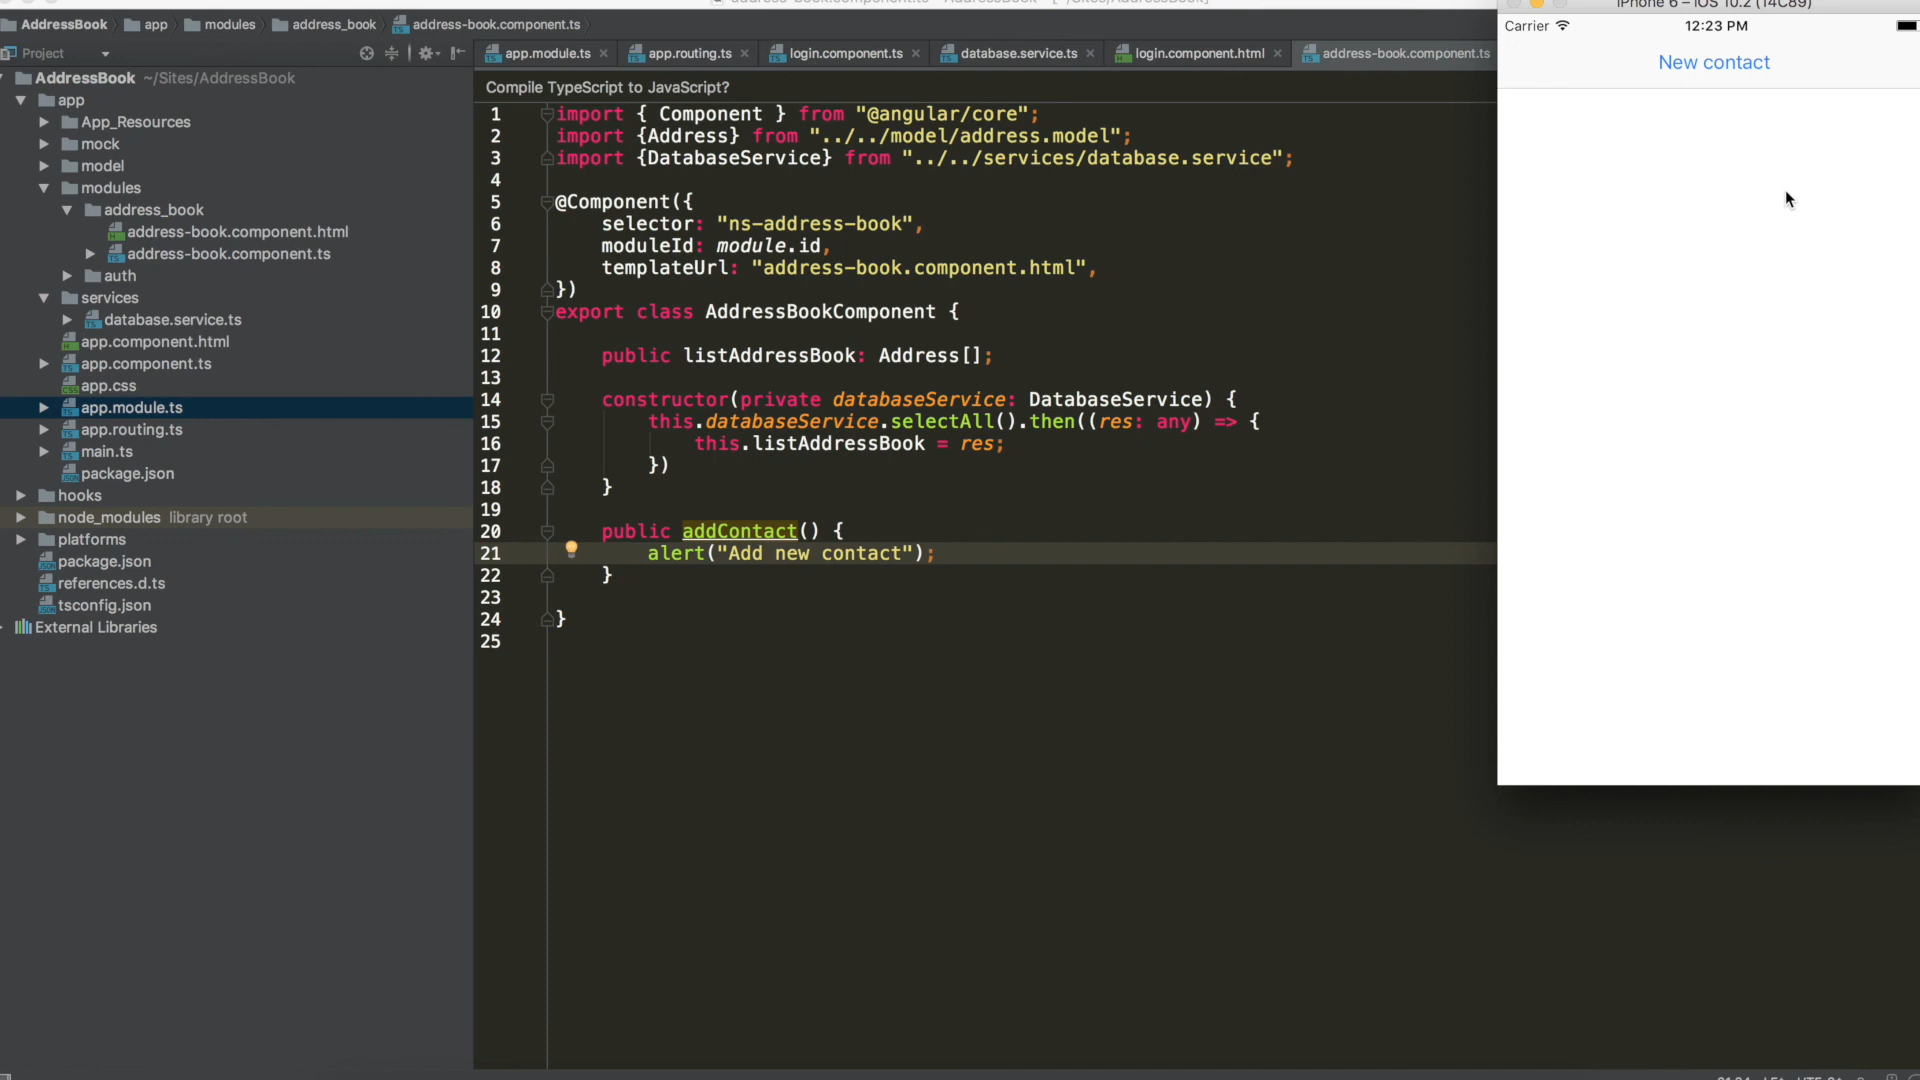 AddressBook app modules address_book address-book.component.ts
Project
AddressBook ~/Sites/AddressBook
app
App_Resources
mock
model
modules
address_book
address-book.component.html
address-book.component.ts
auth
services
database.service.ts
app.component.html
app.component.ts
app.css
app.module.ts
app.routing.ts
main.ts
package.json
hooks
node_modules library root
platforms
package.json
references.d.ts
tsconfig.json
External Libraries
app.module.ts app.routing.ts login.component.ts database.service.ts login.component.html address-book.component.ts
Compile TypeScript to JavaScript?
1 import { Component } from "@angular/core";
2 import {Address} from "../../model/address.model";
3 import {DatabaseService} from "../../services/database.service";
4
5 @Component({
6 selector: "ns-address-book",
7 moduleId: module.id,
8 templateUrl: "address-book.component.html",
9 })
10 export class AddressBookComponent {
11
12 public listAddressBook: Address[];
13
14 constructor(private databaseService: DatabaseService) {
15 this.databaseService.selectAll().then((res: any) => {
16 this.listAddressBook = res;
17 })
18 }
19
20 public addContact() {
21 alert("Add new contact");
22 }
23
24 }
25
iPhone 6 – iOS 10.2 (14C89)
Carrier 12:23 PM
New contact